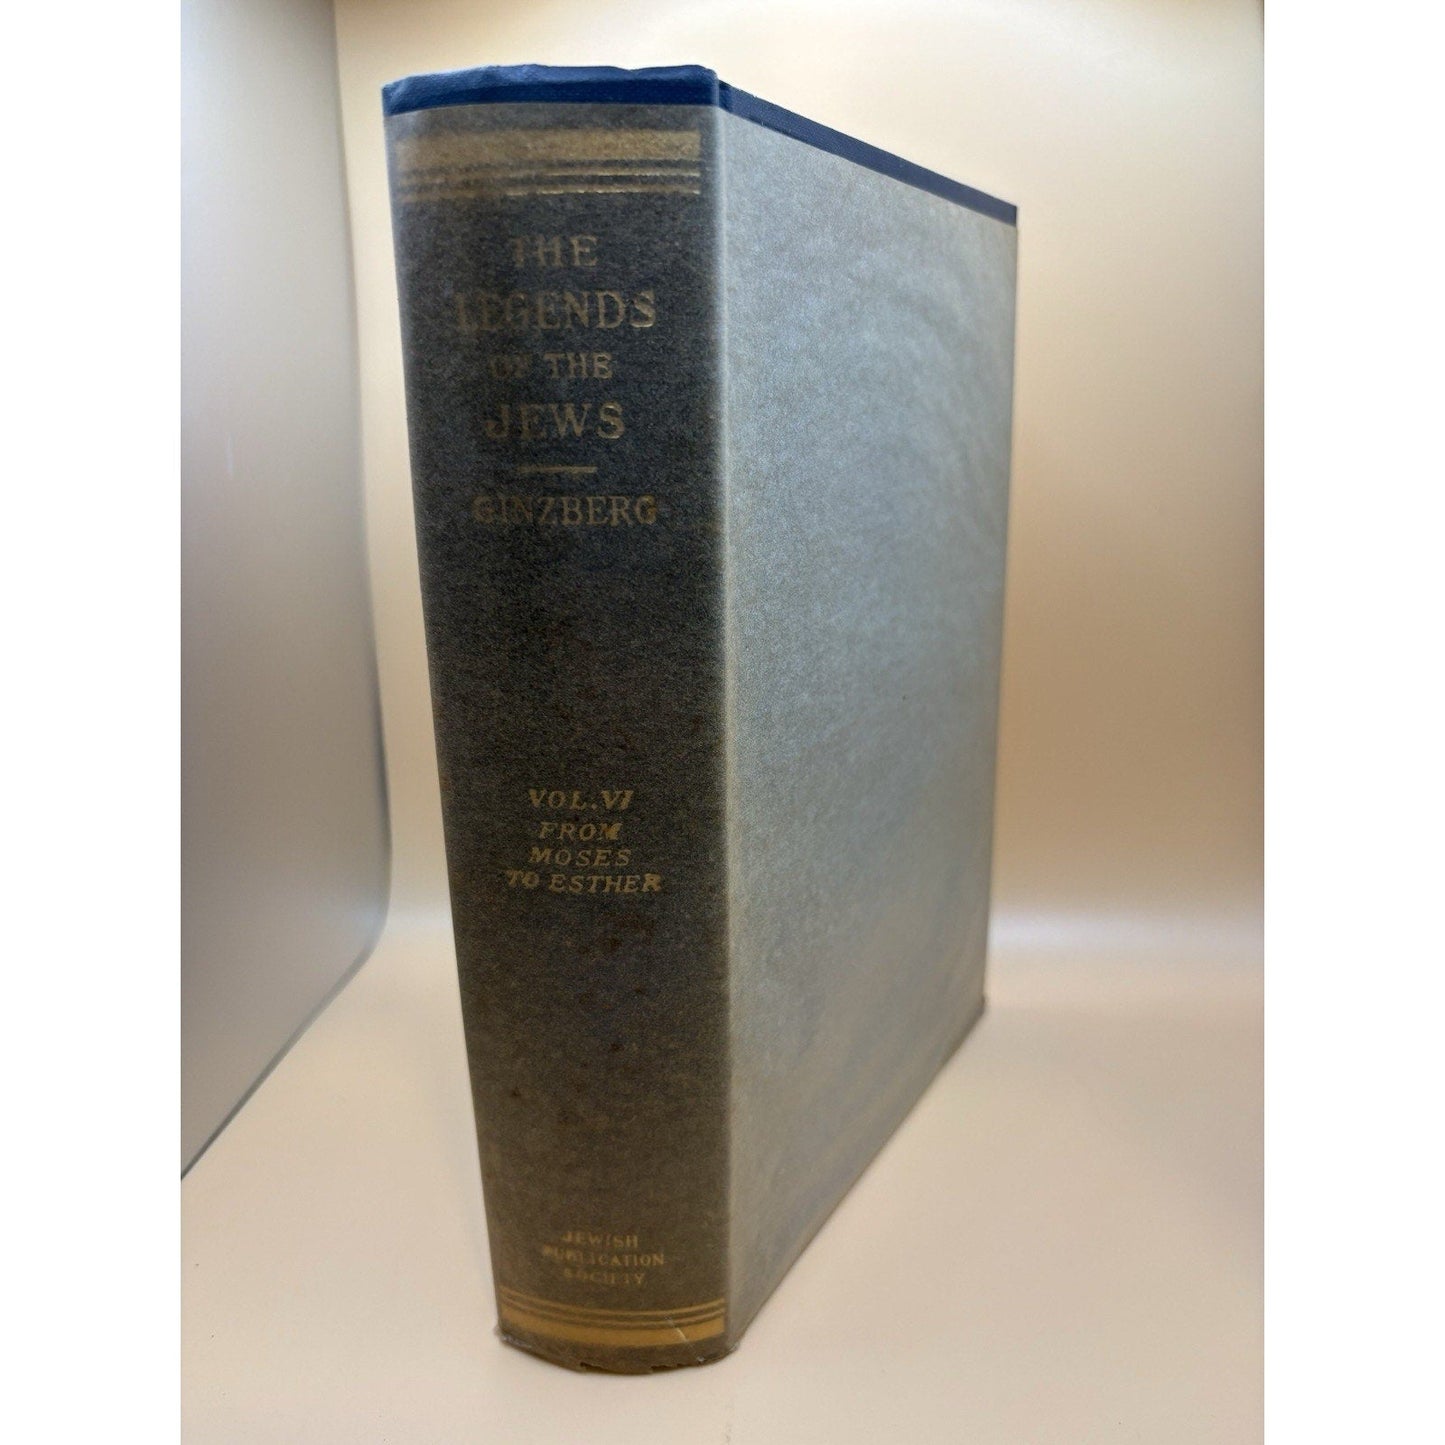 THE
LEGENDS
OF THE
JEWS
GINZBERG
VOL. VI
FROM
MOSES
TO ESTHER
JEWISH
PUBLICATION
SOCIETY